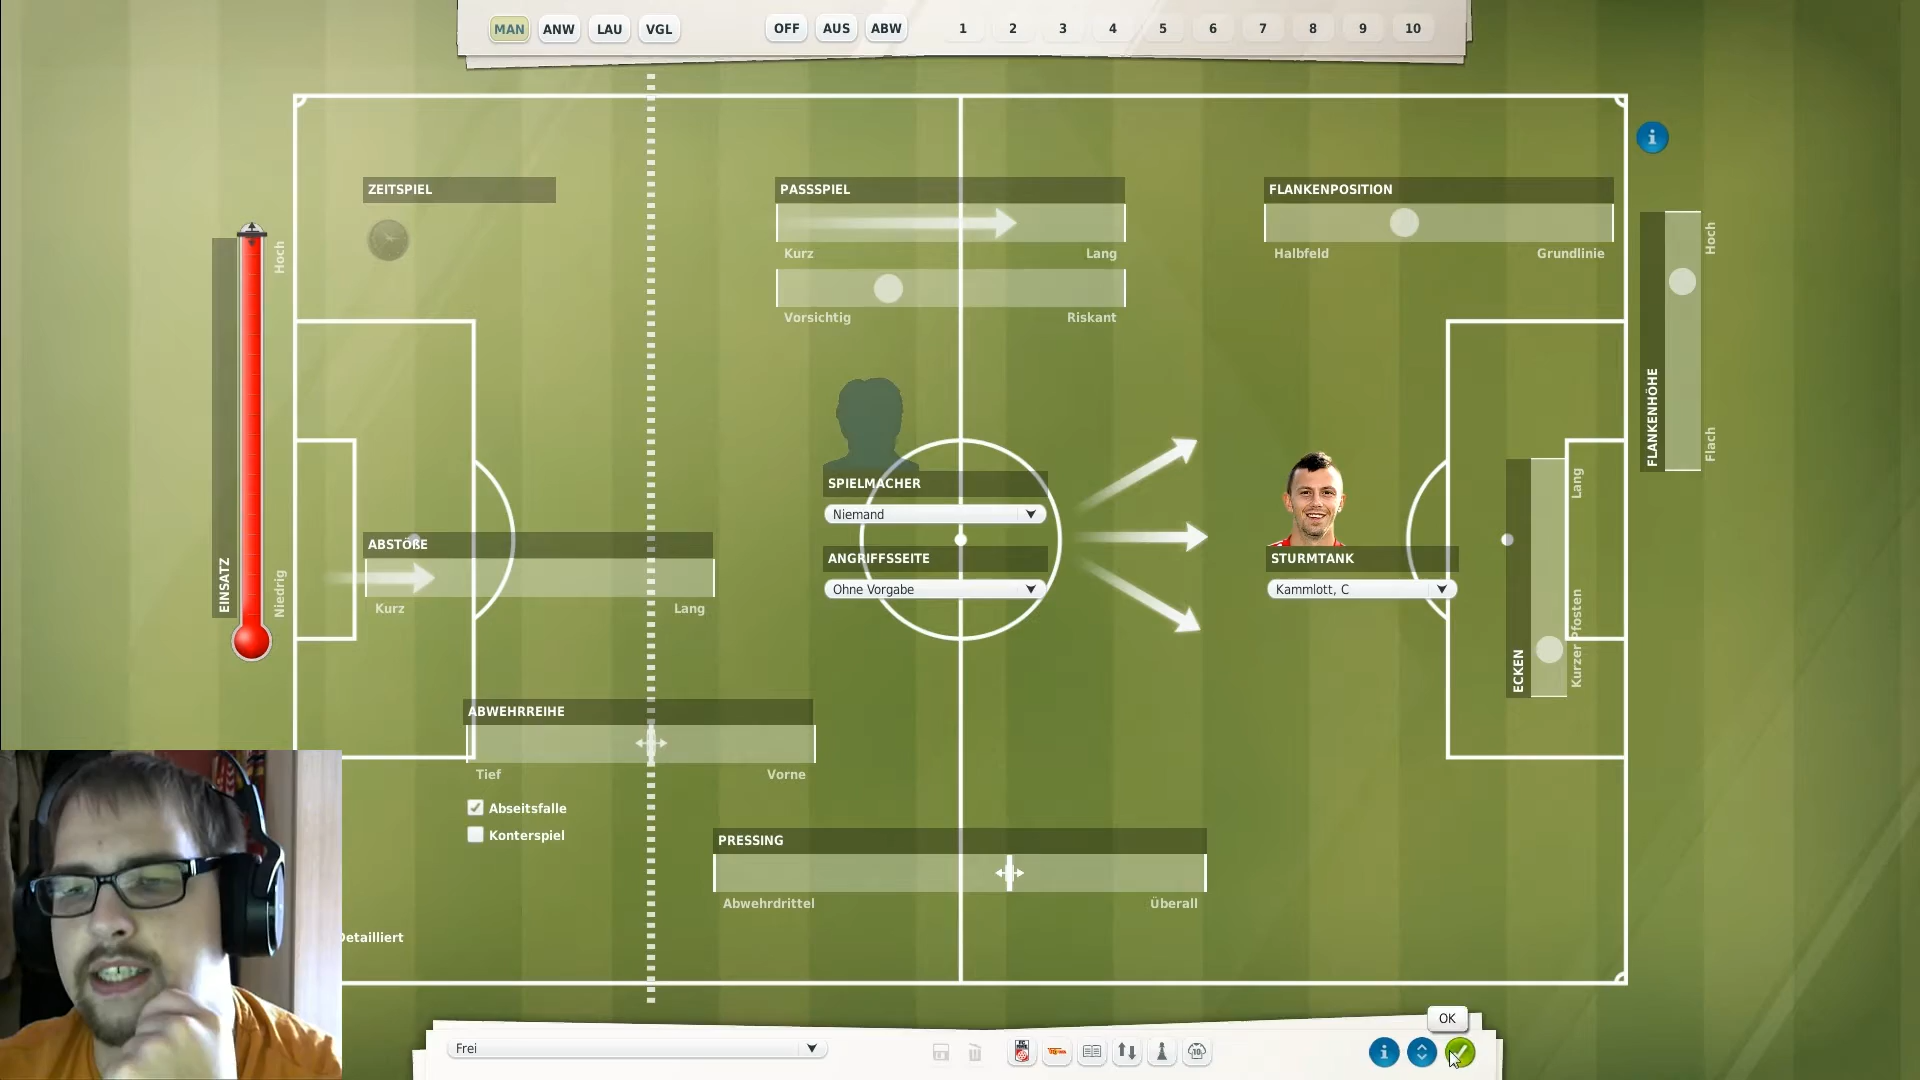 MAN ANW LAU VGL OFF AUS ABW 1 2 3 4 5 6 7 8 9 10
ZEITSPIEL
PASSSPIEL
Kurz Lang
Vorsichtig Riskant
FLANKENPOSITION
Halbfeld Grundlinie
FLANKENHÖHE
Hoch
Flach
EINSATZ
Hoch
Niedrig
SPIELMACHER
Niemand
ANGRIFFSSEITE
Ohne Vorgabe
STURMTANK
Kammlott, C
ECKEN
Lang
Kurzer Pfosten
ABSTÖßE
Kurz Lang
ABWEHRREIHE
Tief Vorne
Abseitsfalle
Konterspiel
PRESSING
Abwehrdrittel Überall
Detailliert
OK
Frei